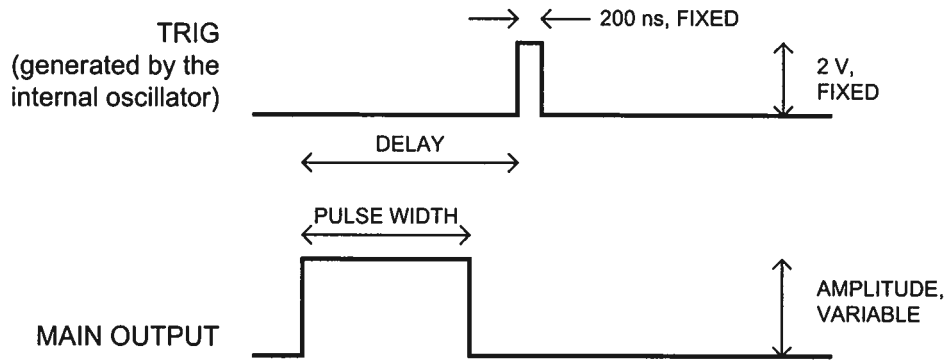 TRIG
(generated by the
internal oscillator)
200 ns, FIXED
2 V,
FIXED
DELAY
PULSE WIDTH
MAIN OUTPUT
AMPLITUDE,
VARIABLE